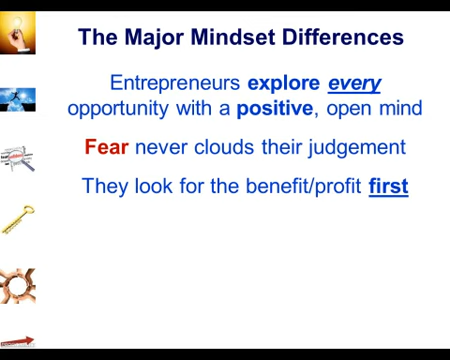 The Major Mindset Differences
Entrepreneurs explore every
opportunity with a positive, open mind
Fear never clouds their judgement
They look for the benefit/profit first